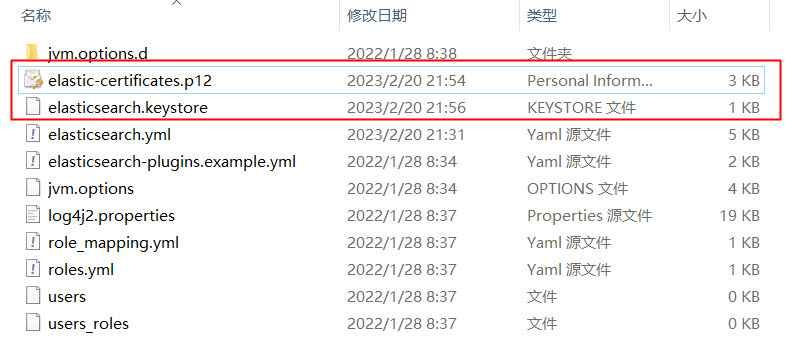 名称 修改日期 类型 大小
jvm.options.d 2022/1/28 8:38 文件夹
elastic-certificates.p12 2023/2/20 21:54 Personal Inform... 3 KB
elasticsearch.keystore 2023/2/20 21:56 KEYSTORE 文件 1 KB
elasticsearch.yml 2023/2/20 21:31 Yaml 源文件 5 KB
elasticsearch-plugins.example.yml 2022/1/28 8:34 Yaml 源文件 2 KB
jvm.options 2022/1/28 8:34 OPTIONS 文件 4 KB
log4j2.properties 2022/1/28 8:37 Properties 源文件 19 KB
role_mapping.yml 2022/1/28 8:37 Yaml 源文件 1 KB
roles.yml 2022/1/28 8:37 Yaml 源文件 1 KB
users 2022/1/28 8:37 文件 0 KB
users_roles 2022/1/28 8:37 文件 0 KB